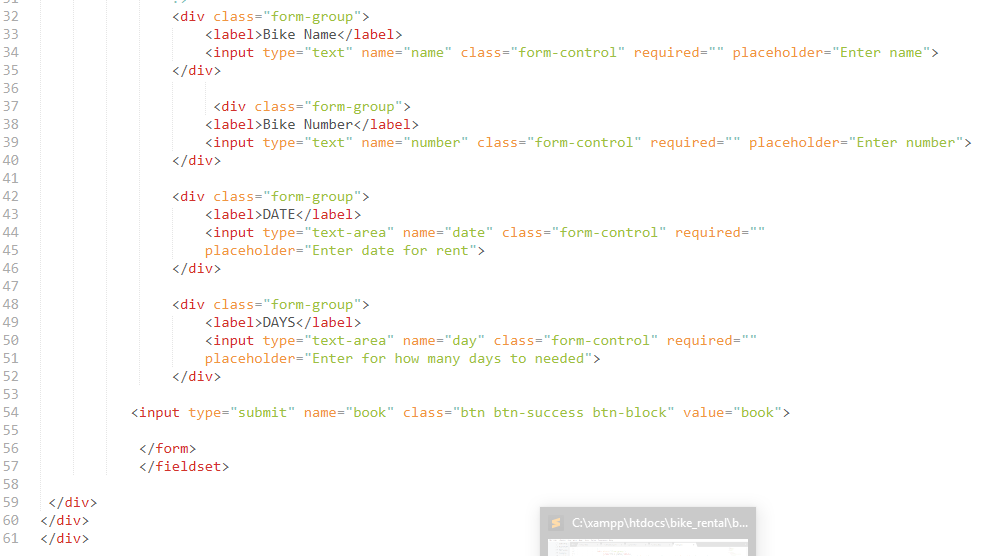 32 <div class="form-group">
33 <label>Bike Name</label>
34 <input type="text" name="name" class="form-control" required="" placeholder="Enter name">
35 </div>
36
37 <div class="form-group">
38 <label>Bike Number</label>
39 <input type="text" name="number" class="form-control" required="" placeholder="Enter number">
40 </div>
41
42 <div class="form-group">
43 <label>DATE</label>
44 <input type="text-area" name="date" class="form-control" required=""
45 placeholder="Enter date for rent">
46 </div>
47
48 <div class="form-group">
49 <label>DAYS</label>
50 <input type="text-area" name="day" class="form-control" required=""
51 placeholder="Enter for how many days to needed">
52 </div>
53
54 <input type="submit" name="book" class="btn btn-success btn-block" value="book">
55
56 </form>
57 </fieldset>
58
59 </div>
60 </div>
61 </div>
C:\xampp\htdocs\bike_rental\b...